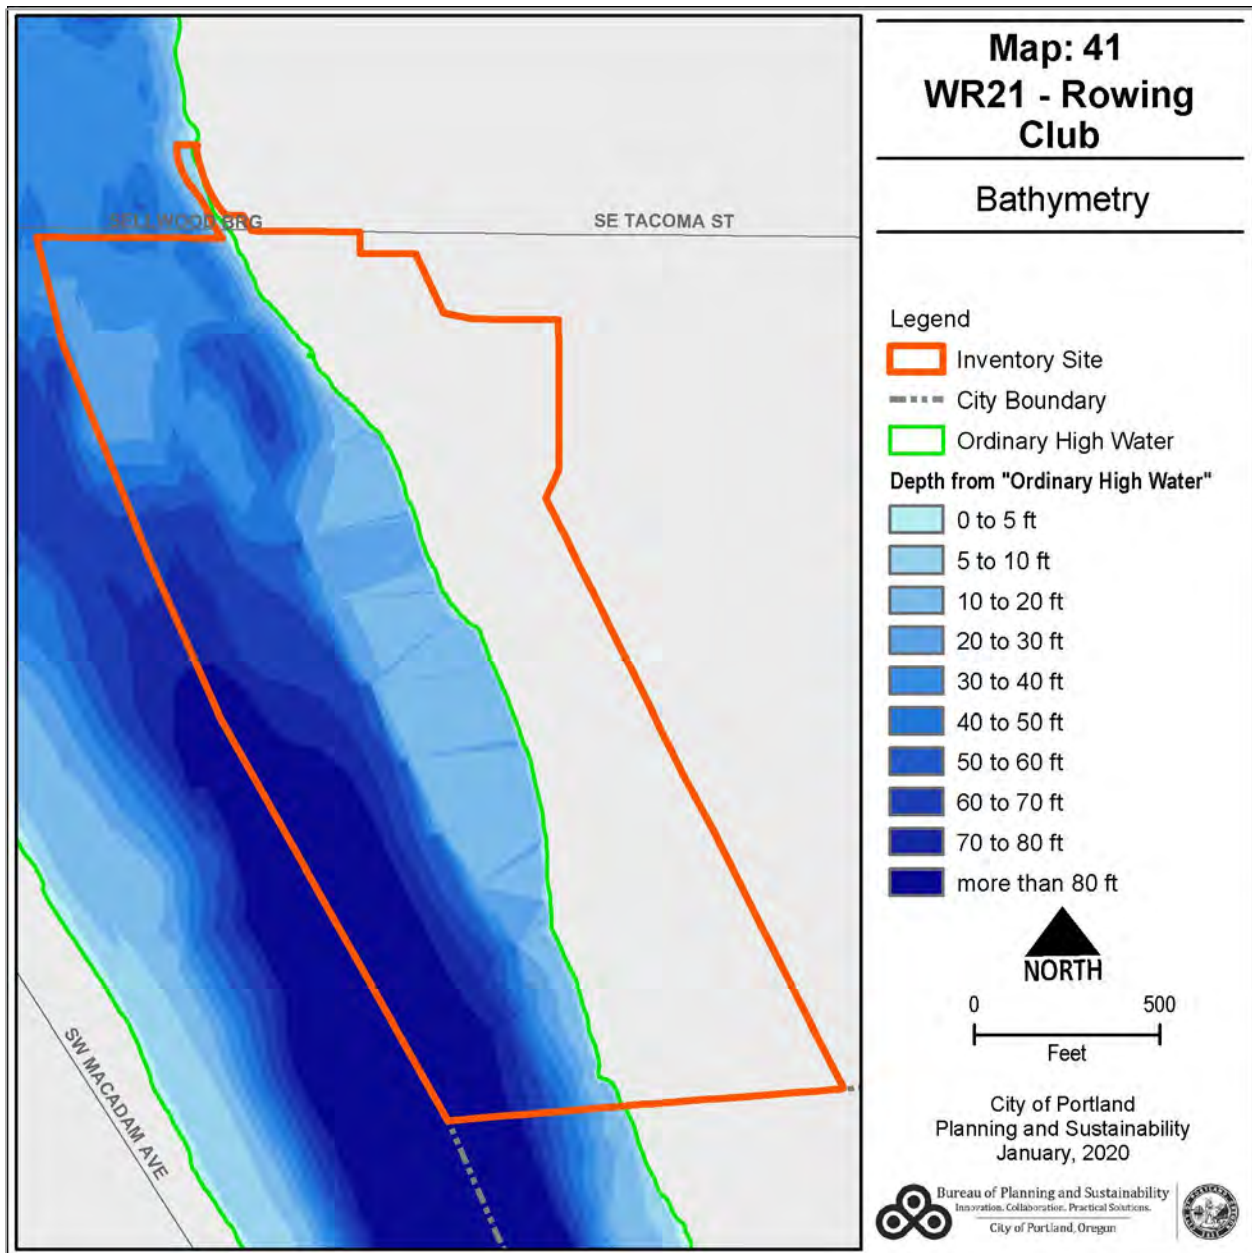 Map: 41
WR21 - Rowing
Club
Bathymetry
SELLWOOD BRG
SE TACOMA ST
SW MACADAM AVE
Legend
Inventory Site
City Boundary
Ordinary High Water
Depth from "Ordinary High Water"
0 to 5 ft
5 to 10 ft
10 to 20 ft
20 to 30 ft
30 to 40 ft
40 to 50 ft
50 to 60 ft
60 to 70 ft
70 to 80 ft
more than 80 ft
NORTH
0 500
Feet
City of Portland
Planning and Sustainability
January, 2020
Bureau of Planning and Sustainability
Innovation. Collaboration. Practical Solutions.
City of Portland, Oregon